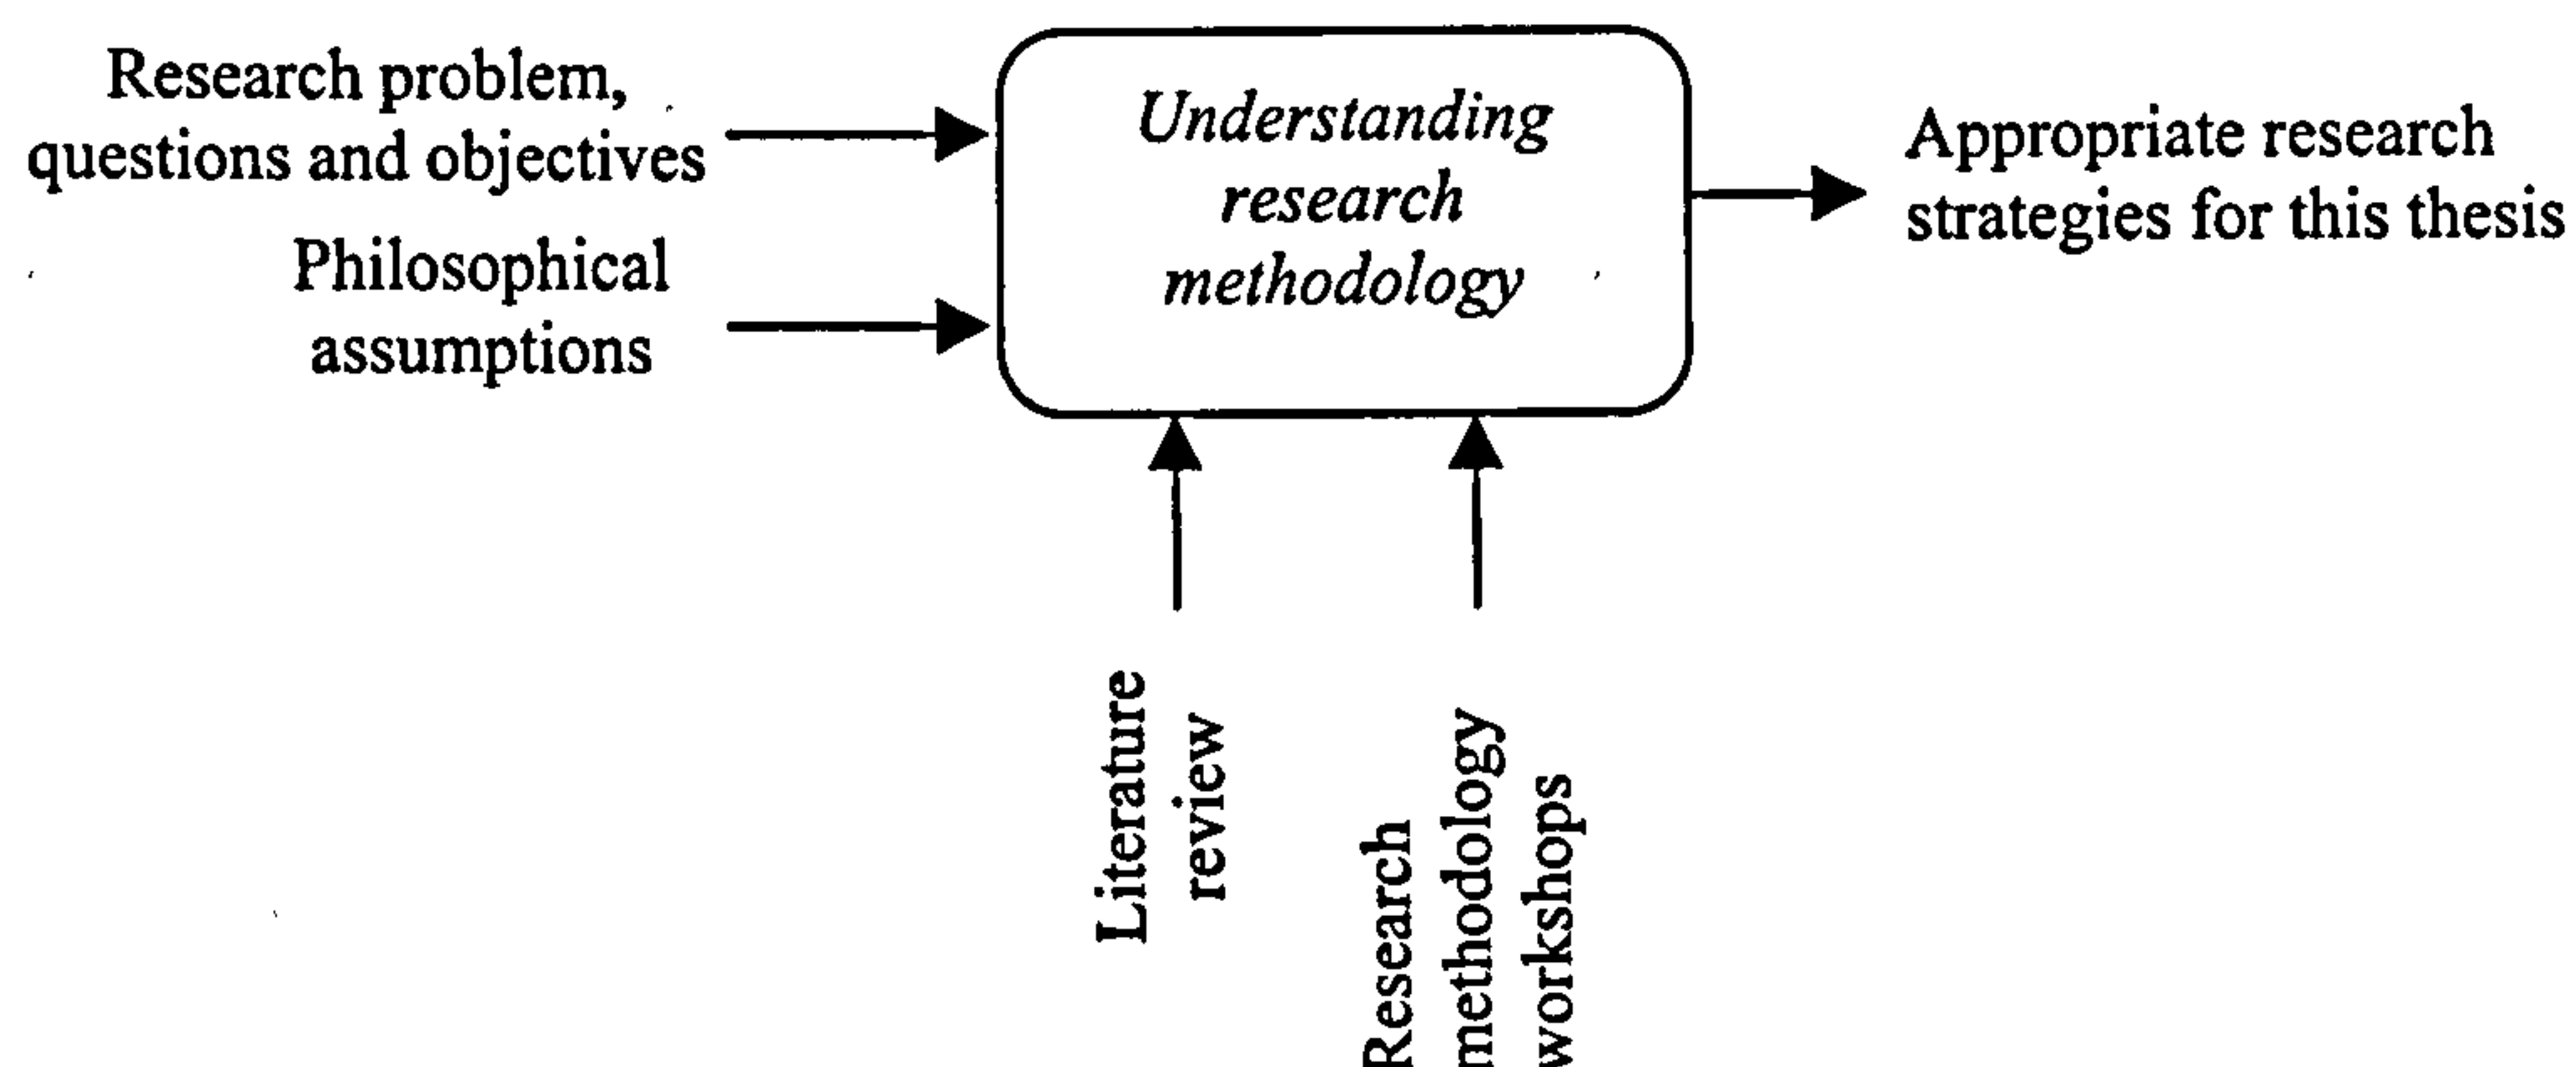 Research problem,
questions and objectives
Philosophical
assumptions
Understanding
research
methodology
Appropriate research
strategies for this thesis
Literature
review
Research
methodology
workshops